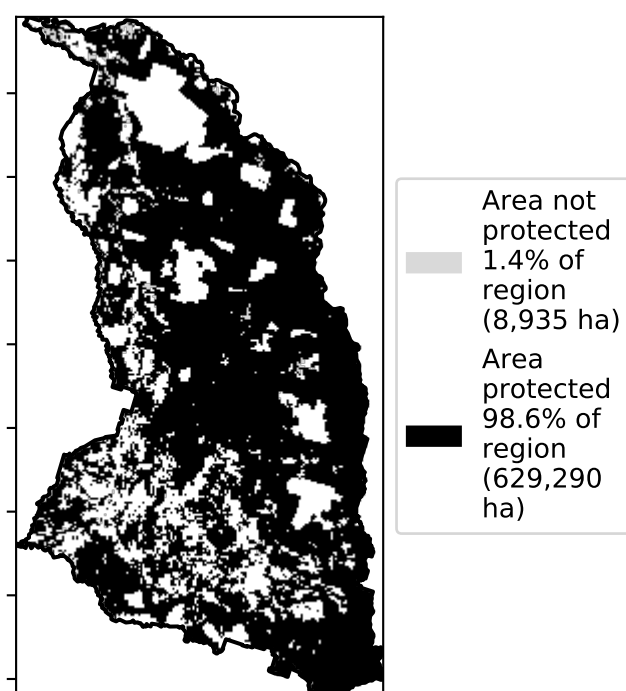 Area not
protected
1.4% of
region
(8,935 ha)
Area
protected
98.6% of
region
(629,290
ha)